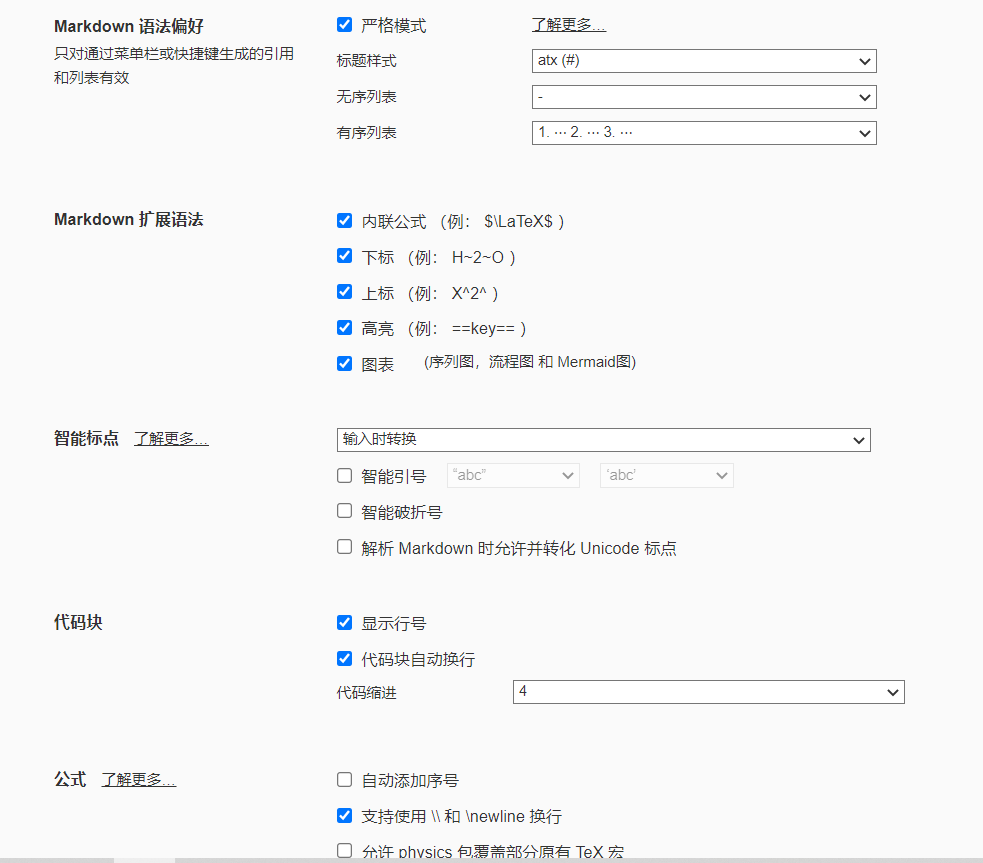 Markdown 语法偏好
只对通过菜单栏或快捷键生成的引用
和列表有效
严格模式 了解更多…
标题样式 atx (#)
无序列表 -
有序列表 1. ··· 2. ··· 3. ···
Markdown 扩展语法
内联公式 （例： $\LaTeX$ ）
下标 （例： H~2~O ）
上标 （例： X^2^ ）
高亮 （例： ==key== ）
图表 (序列图，流程图 和 Mermaid图)
智能标点 了解更多…
输入时转换
智能引号 “abc” ‘abc’
智能破折号
解析 Markdown 时允许并转化 Unicode 标点
代码块
显示行号
代码块自动换行
代码缩进 4
公式 了解更多…
自动添加序号
支持使用 \\ 和 \newline 换行
允许 physics 包覆盖部分原有 TeX 宏